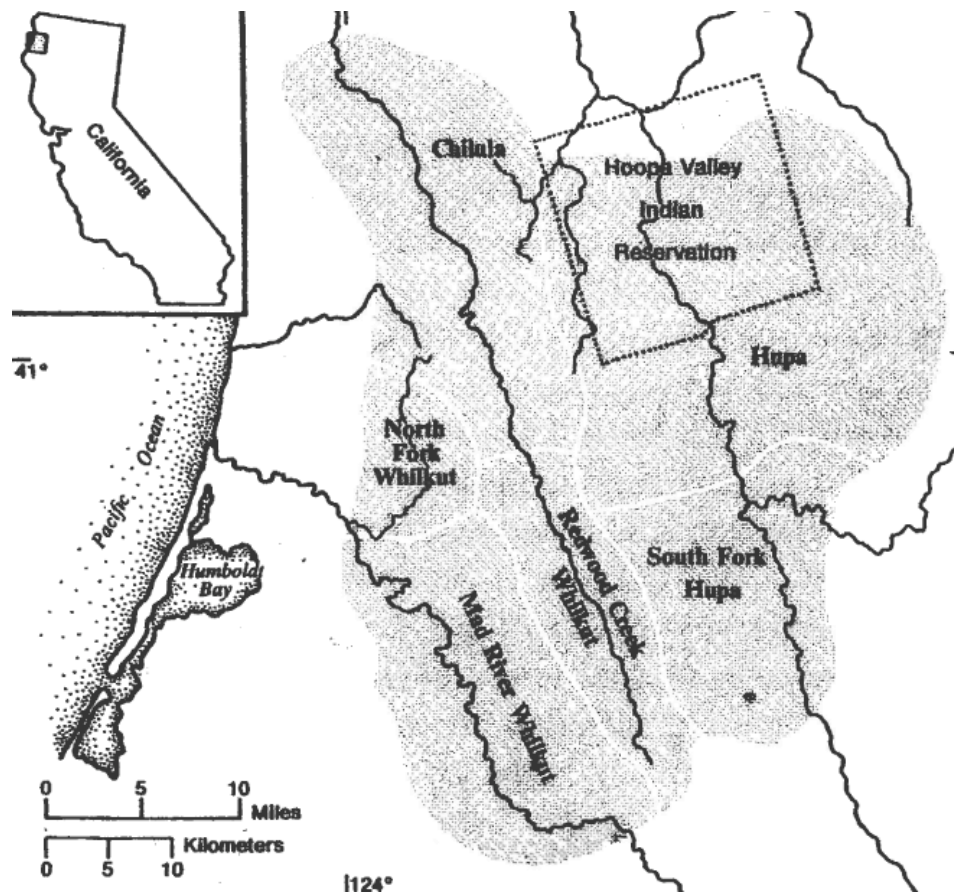 California
Chilula
Hoopa Valley
Indian
Reservation
41°
Hupa
Pacific Ocean
North
Fork
Whilkut
Humboldt
Bay
Redwood Creek
Whilkut
South Fork
Hupa
Mad River Whilkut
0 5 10
Miles
Kilometers
0 5 10
124°